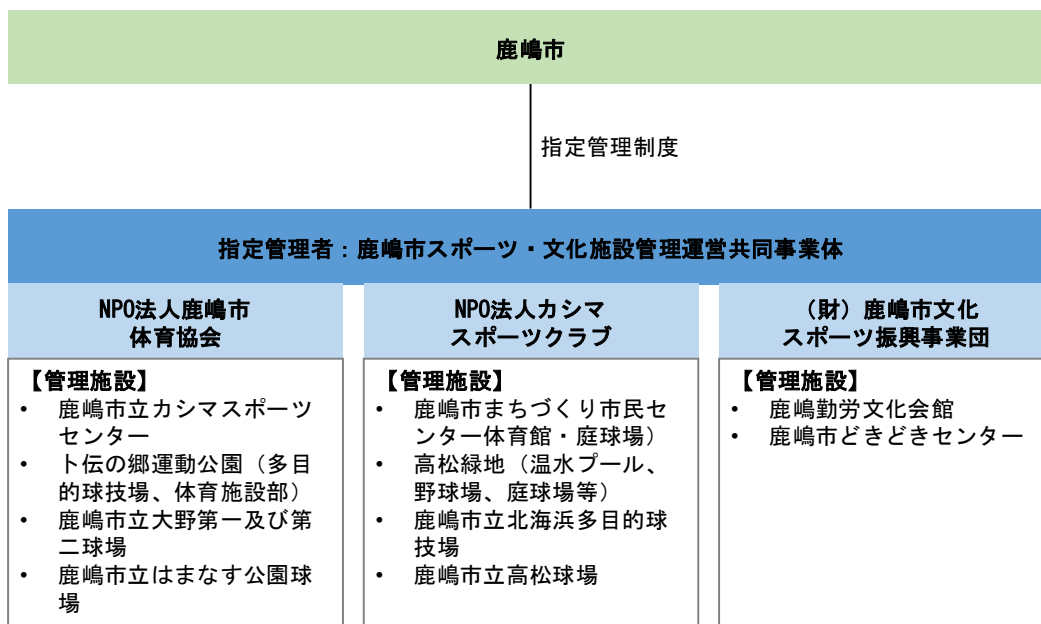 鹿嶋市
指定管理制度
指定管理者：鹿嶋市スポーツ・文化施設管理運営共同事業体
NPO法人鹿嶋市
体育協会
【管理施設】
• 鹿嶋市立カシマスポーツ
センター
• 卜伝の郷運動公園（多目
的球技場、体育施設部）
• 鹿嶋市立大野第一及び第
二球場
• 鹿嶋市立はまなす公園球
場
NPO法人カシマ
スポーツクラブ
【管理施設】
• 鹿嶋市まちづくり市民セ
ンター体育館・庭球場）
• 高松緑地（温水プール、
野球場、庭球場等）
• 鹿嶋市立北海浜多目的球
技場
• 鹿嶋市立高松球場
（財）鹿嶋市文化
スポーツ振興事業団
【管理施設】
• 鹿嶋勤労文化会館
• 鹿嶋市どきどきセンター